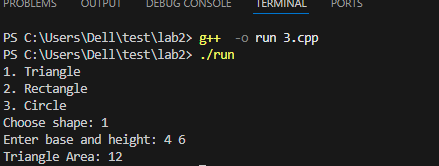 PROBLEMS OUTPUT DEBUG CONSOLE TERMINAL PORTS
PS C:\Users\Dell\test\lab2> g++ -o run 3.cpp
PS C:\Users\Dell\test\lab2> ./run
1. Triangle
2. Rectangle
3. Circle
Choose shape: 1
Enter base and height: 4 6
Triangle Area: 12